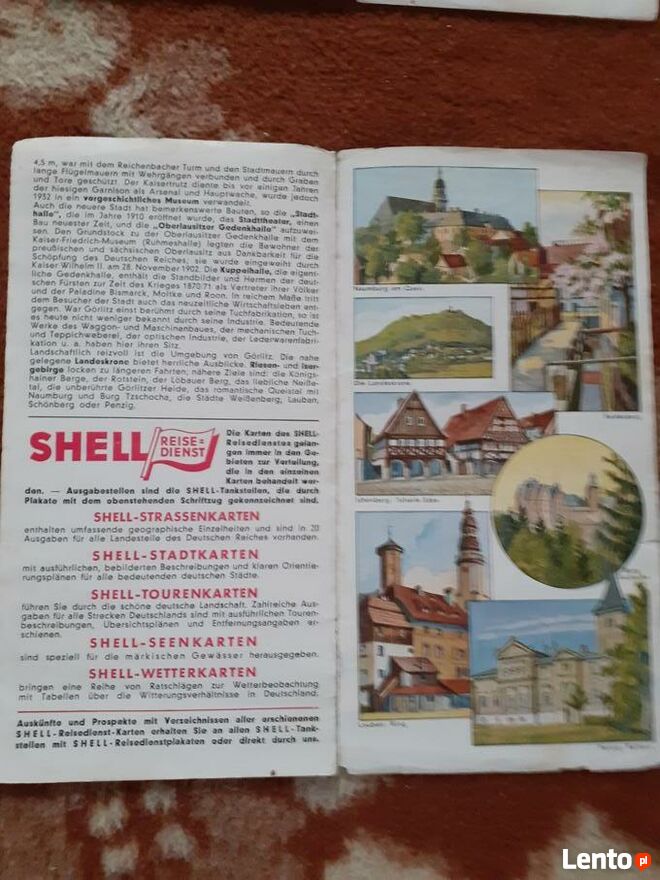 4,5 m, war mit dem Reichenbacher Turm und den Stadtmauern durch
lange Flügelmauern mit Wehrgängen verbunden und durch Graben
und Tore geschützt. Der Kaisertrutz diente bis vor einigen Jahren
der hiesigen Garnison als Arsenal und Hauptwache, wurde jedoch
1932 in ein vorgeschichtliches Museum verwandelt.
Auch die neuere Stadt hat bemerkenswerte Bauten, so die „Stadt-
halle", die im Jahre 1910 eröffnet wurde, das Stadttheater, einen
Bau neuester Zeit, und die „Oberlausitzer Gedenkhalle" aufzuwei-
sen. Den Grundstock zu der Oberlausitzer Gedenkhalle mit dem
Kaiser-Friedrich-Museum (Ruhmeshalle) legten die Bewohner der
preußischen und sächsischen Oberlausitz aus Dankbarkeit für die
Schöpfung des Deutschen Reiches, sie wurde eingeweiht durch
Kaiser Wilhelm II. am 28. November 1902. Die Kuppelhalle, die eigent-
liche Gedenkhalle, enthält die Standbilder und Hermen der deut-
schen Fürsten zur Zeit des Krieges 1870/71 als Vertreter ihrer Völker
und der Paladine Bismarck, Moltke und Roon. In reichem Maße tritt
dem Besucher der Stadt auch das neuzeitliche Wirtschaftsleben ent-
gegen. War Görlitz einst berühmt durch seine Tuchfabrikation, so ist
es heute nicht weniger bekannt durch seine Industrie. Bedeutende
Werke des Waggon- und Maschinenbaues, der mechanischen Tuch-
und Teppichweberei, der optischen Industrie, der Lederwarenfabri-
kation u. a. haben hier ihren Sitz.
Landschaftlich reizvoll ist die Umgebung von Görlitz. Die nahe
gelegene Landeskrone bietet herrliche Ausblicke. Riesen- und Iser-
gebirge locken zu längeren Fahrten; nähere Ziele sind: die Königs-
hainer Berge, der Rotstein, der Löbauer Berg, das liebliche Neiße-
tal, die unberührte Görlitzer Heide, das romantische Queistal mit
Naumburg und Burg Tzschocha, die Städte Weißenberg, Lauban,
Schönberg oder Penzig.
SHELL REISE=
DIENST
Die Karten des SHELL-
Reisedienstes gelan-
gen immer in den Ge-
bieten zur Verteilung,
die in den einzelnen
Karten behandelt wer-
den. — Ausgabestellen sind die SHELL-Tankstellen, die durch
Plakate mit dem obenstehenden Schriftzug gekennzeichnet sind.
SHELL-STRASSENKARTEN
enthalten umfassende geographische Einzelheiten und sind in 20
Ausgaben für alle Landesteile des Deutschen Reiches vorhanden.
SHELL-STADTKARTEN
mit ausführlichen, bebilderten Beschreibungen und klaren Orientie-
rungsplänen für alle bedeutenden deutschen Städte.
SHELL-TOURENKARTEN
führen Sie durch die schöne deutsche Landschaft. Zahlreiche Aus-
gaben für alle Strecken Deutschlands sind mit ausführlichen Touren-
beschreibungen, Übersichtsplänen und Entfernungsangaben er-
schienen.
SHELL-SEENKARTEN
sind speziell für die märkischen Gewässer herausgegeben.
SHELL-WETTERKARTEN
bringen eine Reihe von Ratschlägen zur Wetterbeobachtung
mit Tabellen über die Witterungsverhältnisse in Deutschland.
Auskünfte und Prospekte mit Verzeichnissen aller erschienenen
SHELL-Reisedienst-Karten erhalten Sie an allen SHELL-Tank-
stellen mit SHELL-Reisedienstplakaten oder direkt durch uns.
Naumburg am Queis.
Die Landskrone.
Lauban, Ring.
Lento pl